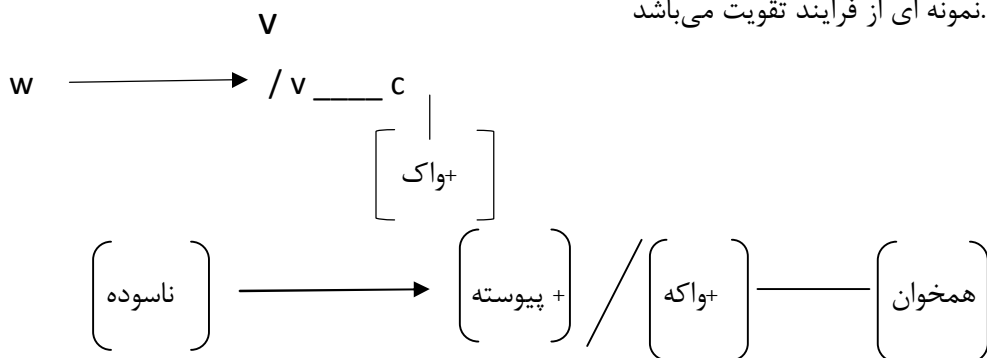 نمونه ای از فرایند تقویت می‌باشد.
v
w / v ____ c
+واک
ناسوده + پیوسته / +واکه همخوان